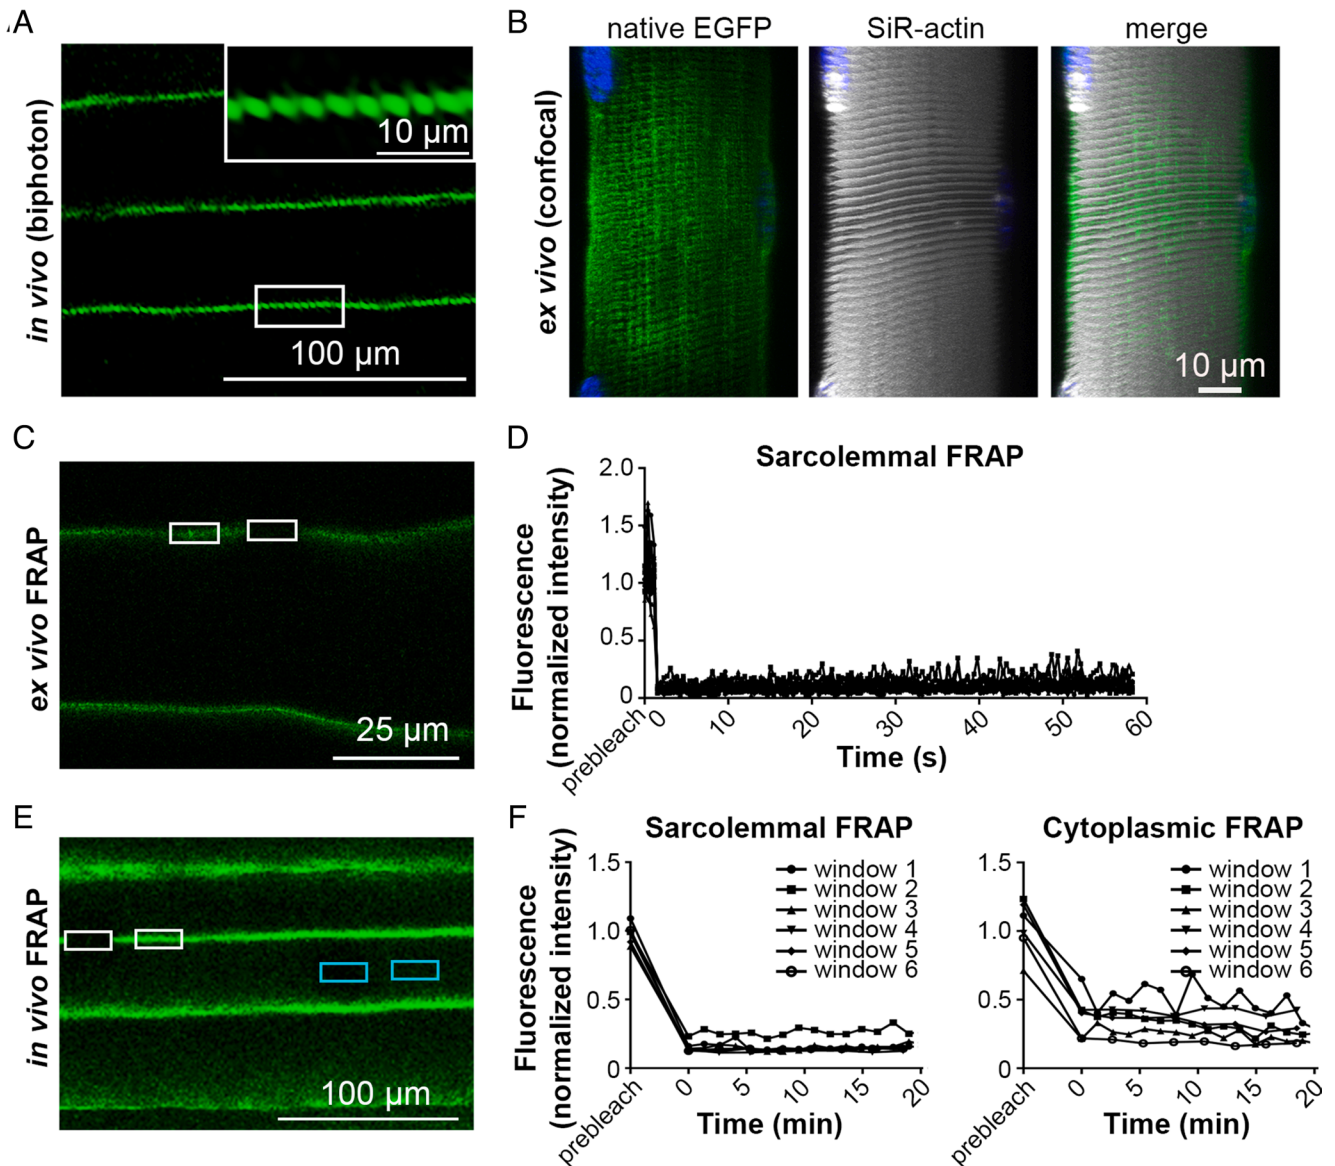 A
in vivo (biphoton)
10 µm
100 µm
B
native EGFP
SiR-actin
merge
ex vivo (confocal)
10 µm
C
ex vivo FRAP
25 µm
D
Sarcolemmal FRAP
Fluorescence
(normalized intensity)
2.0
1.5
1.0
0.5
0
prebleach
0
10
20
30
40
50
60
Time (s)
E
in vivo FRAP
100 µm
F
Sarcolemmal FRAP
Fluorescence
(normalized intensity)
1.5
1.0
0.5
0
window 1
window 2
window 3
window 4
window 5
window 6
prebleach
0
5
10
15
20
Time (min)
Cytoplasmic FRAP
1.5
1.0
0.5
0
window 1
window 2
window 3
window 4
window 5
window 6
prebleach
0
5
10
15
20
Time (min)